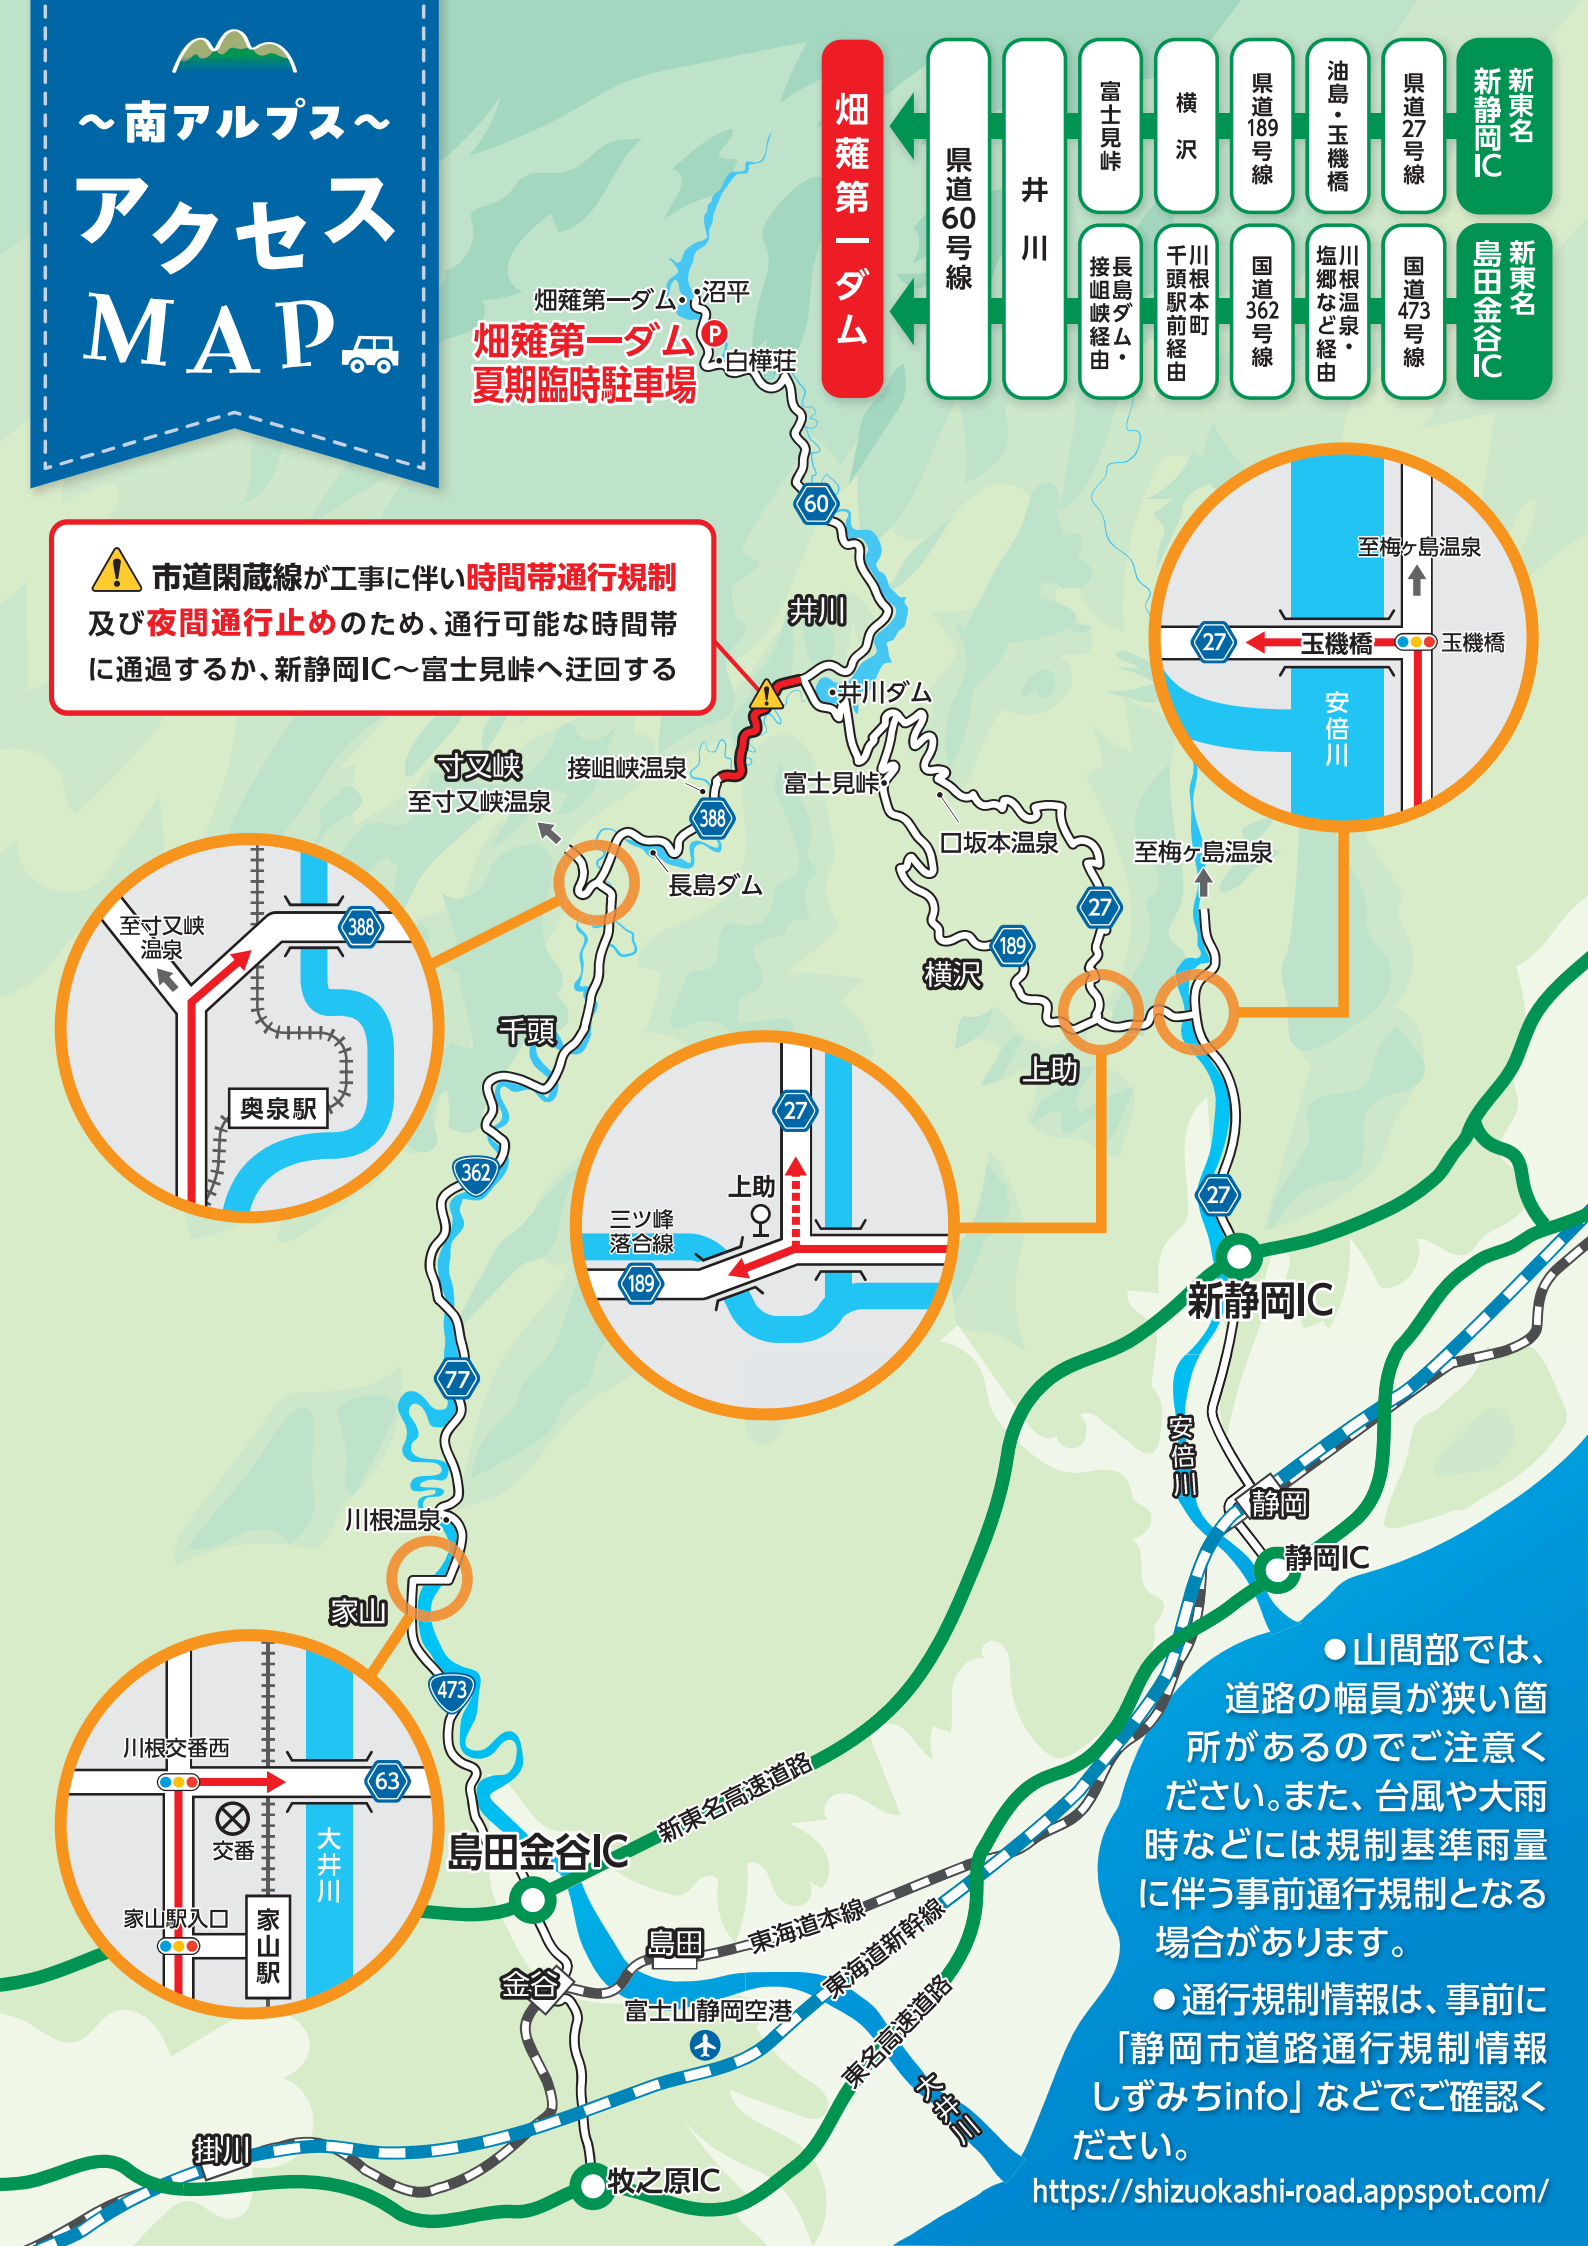 ～南アルプス～
アクセス
MAP
新東名
新静岡IC
県道27号線
油島・玉機橋
県道189号線
横沢
富士見峠
新東名
島田金谷IC
国道473号線
川根温泉・
塩郷など経由
国道362号線
川根本町
千頭駅前経由
長島ダム・
接岨峡経由
井川
県道60号線
畑薙第一ダム
畑薙第一ダム
沼平
畑薙第一ダム
夏期臨時駐車場
P
白樺荘
60
市道閑蔵線が工事に伴い時間帯通行規制
及び夜間通行止めのため、通行可能な時間帯
に通過するか、新静岡IC～富士見峠へ迂回する
井川
井川ダム
寸又峡
至寸又峡温泉
接岨峡温泉
388
長島ダム
富士見峠
口坂本温泉
27
189
横沢
上助
至梅ヶ島温泉
至梅ヶ島温泉
27
玉機橋
玉機橋
安倍川
至寸又峡
温泉
388
奥泉駅
千頭
362
27
上助
三ツ峰
落合線
189
27
新静岡IC
77
安倍川
川根温泉
静岡
静岡IC
家山
473
川根交番西
63
交番
大井川
家山駅入口
家山駅
島田金谷IC
新東名高速道路
島田
東海道本線
東海道新幹線
金谷
富士山静岡空港
東名高速道路
大井川
掛川
牧之原IC
●山間部では、
道路の幅員が狭い箇
所があるのでご注意く
ださい。また、台風や大雨
時などには規制基準雨量
に伴う事前通行規制となる
場合があります。
●通行規制情報は、事前に
「静岡市道路通行規制情報
しずみちinfo」などでご確認く
ださい。
https://shizuokashi-road.appspot.com/